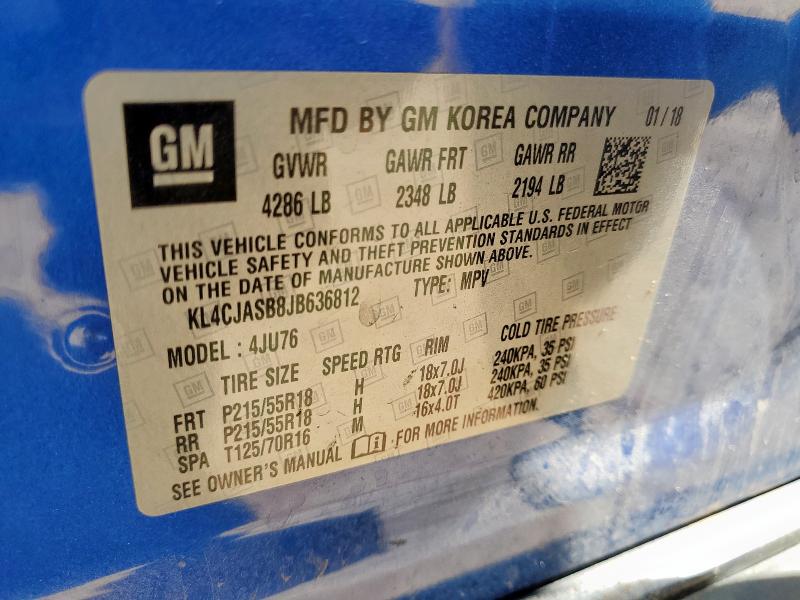 GM MFD BY GM KOREA COMPANY 01/18
GVWR GAWR FRT GAWR RR
4286 LB 2348 LB 2194 LB
THIS VEHICLE CONFORMS TO ALL APPLICABLE U.S. FEDERAL MOTOR
VEHICLE SAFETY AND THEFT PREVENTION STANDARDS IN EFFECT
ON THE DATE OF MANUFACTURE SHOWN ABOVE.
KL4CJASB8JB636812 TYPE: MPV
MODEL : 4JU76
TIRE SIZE SPEED RTG RIM COLD TIRE PRESSURE
FRT P215/55R18 H 18x7.0J 240KPA, 35 PSI
RR P215/55R18 H 18x7.0J 240KPA, 35 PSI
SPA T125/70R16 M 16x4.0T 420KPA, 60 PSI
SEE OWNER'S MANUAL FOR MORE INFORMATION.